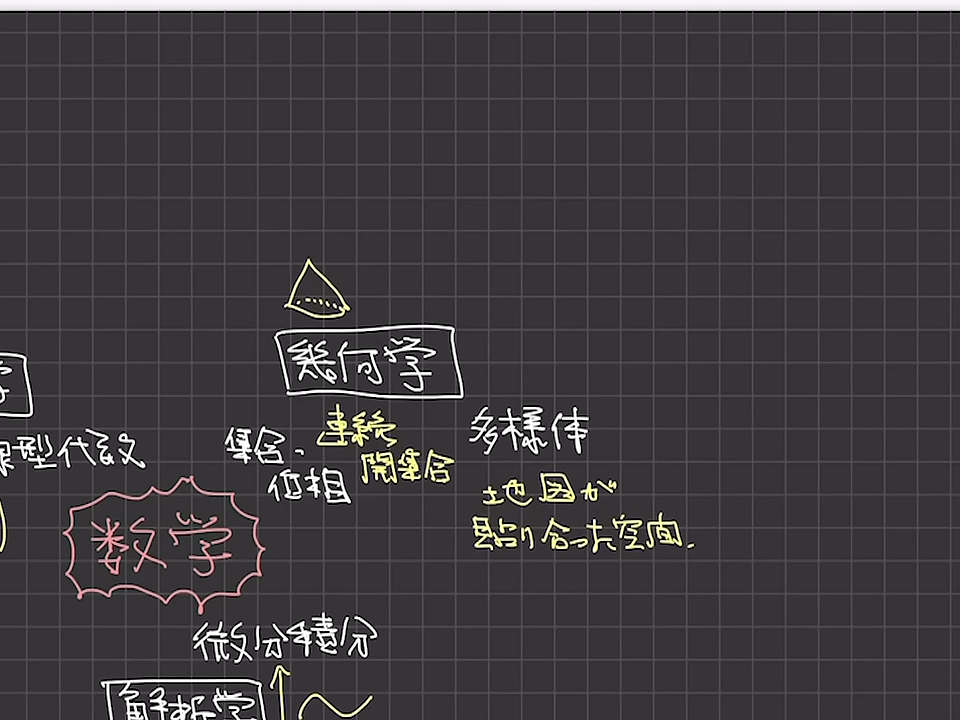 幾何学
学
線型代数
集合、
位相
連続
開集合
多様体
地図が
貼り合った空間.
数学
微分積分
解析学